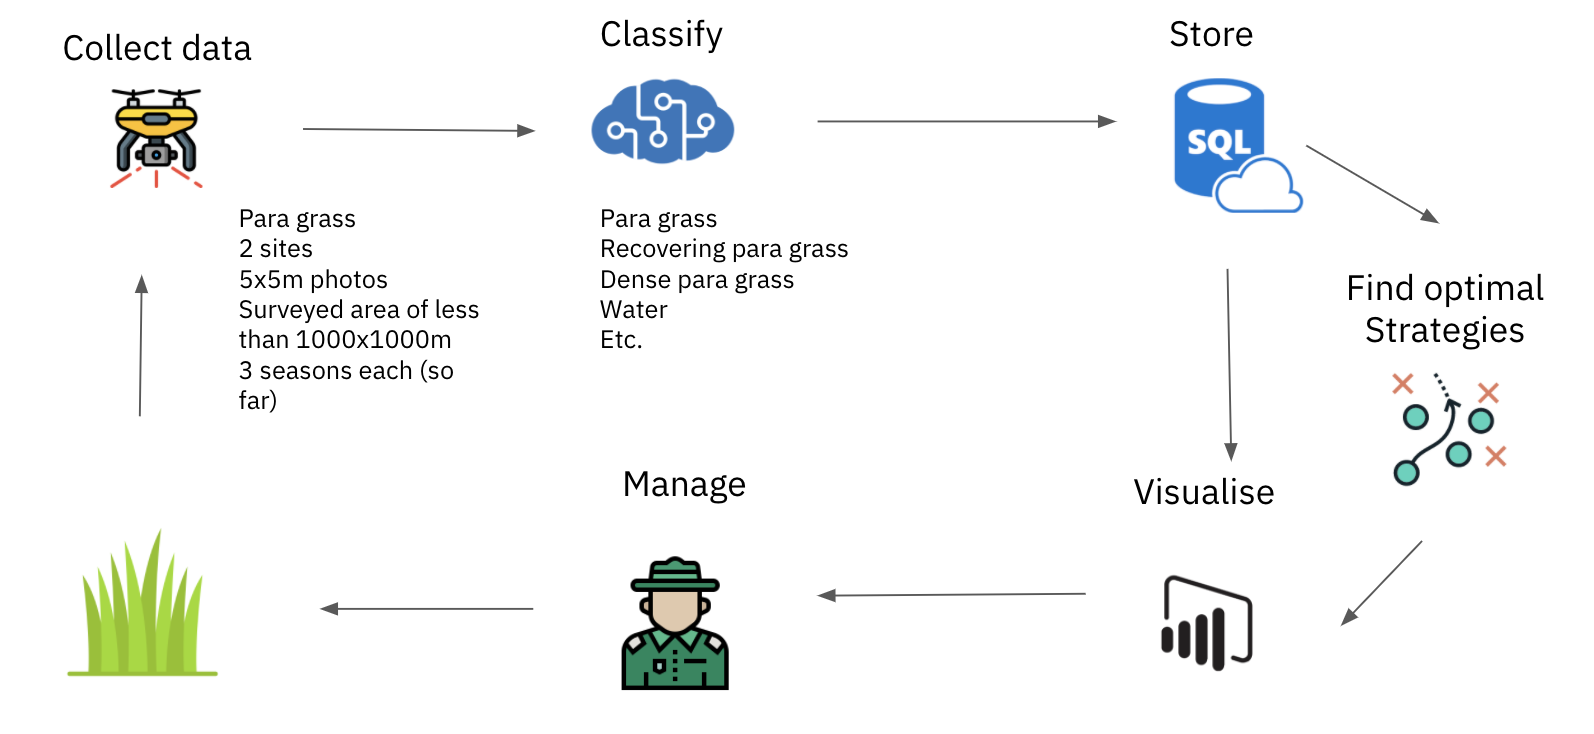 Collect data
Classify
Store
SQL
Para grass
2 sites
5x5m photos
Surveyed area of less
than 1000x1000m
3 seasons each (so
far)
Para grass
Recovering para grass
Dense para grass
Water
Etc.
Find optimal
Strategies
Manage
Visualise